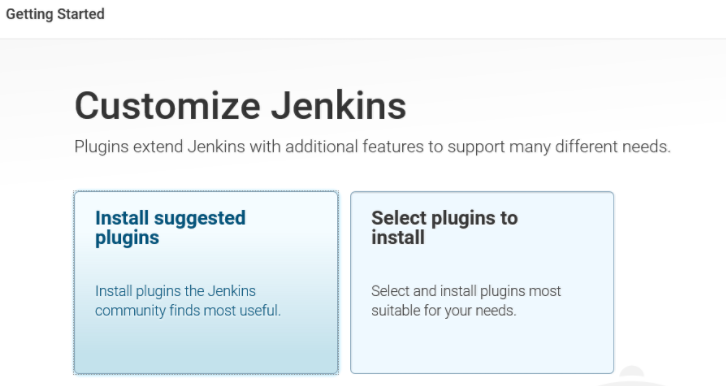 Getting Started
Customize Jenkins
Plugins extend Jenkins with additional features to support many different needs.
Install suggested
plugins
Install plugins the Jenkins
community finds most useful.
Select plugins to
install
Select and install plugins most
suitable for your needs.